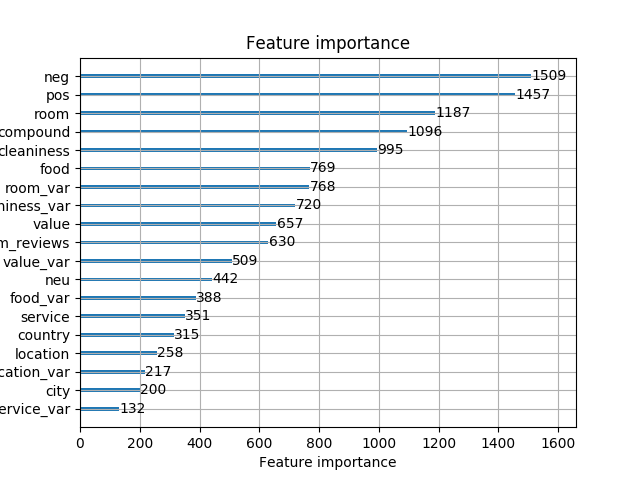 Feature importance
neg 1509
pos 1457
room 1187
compound 1096
cleaniness 995
food 769
room_var 768
niness_var 720
value 657
m_reviews 630
value_var 509
neu 442
food_var 388
service 351
country 315
location 258
cation_var 217
city 200
ervice_var 132
0 200 400 600 800 1000 1200 1400 1600
Feature importance